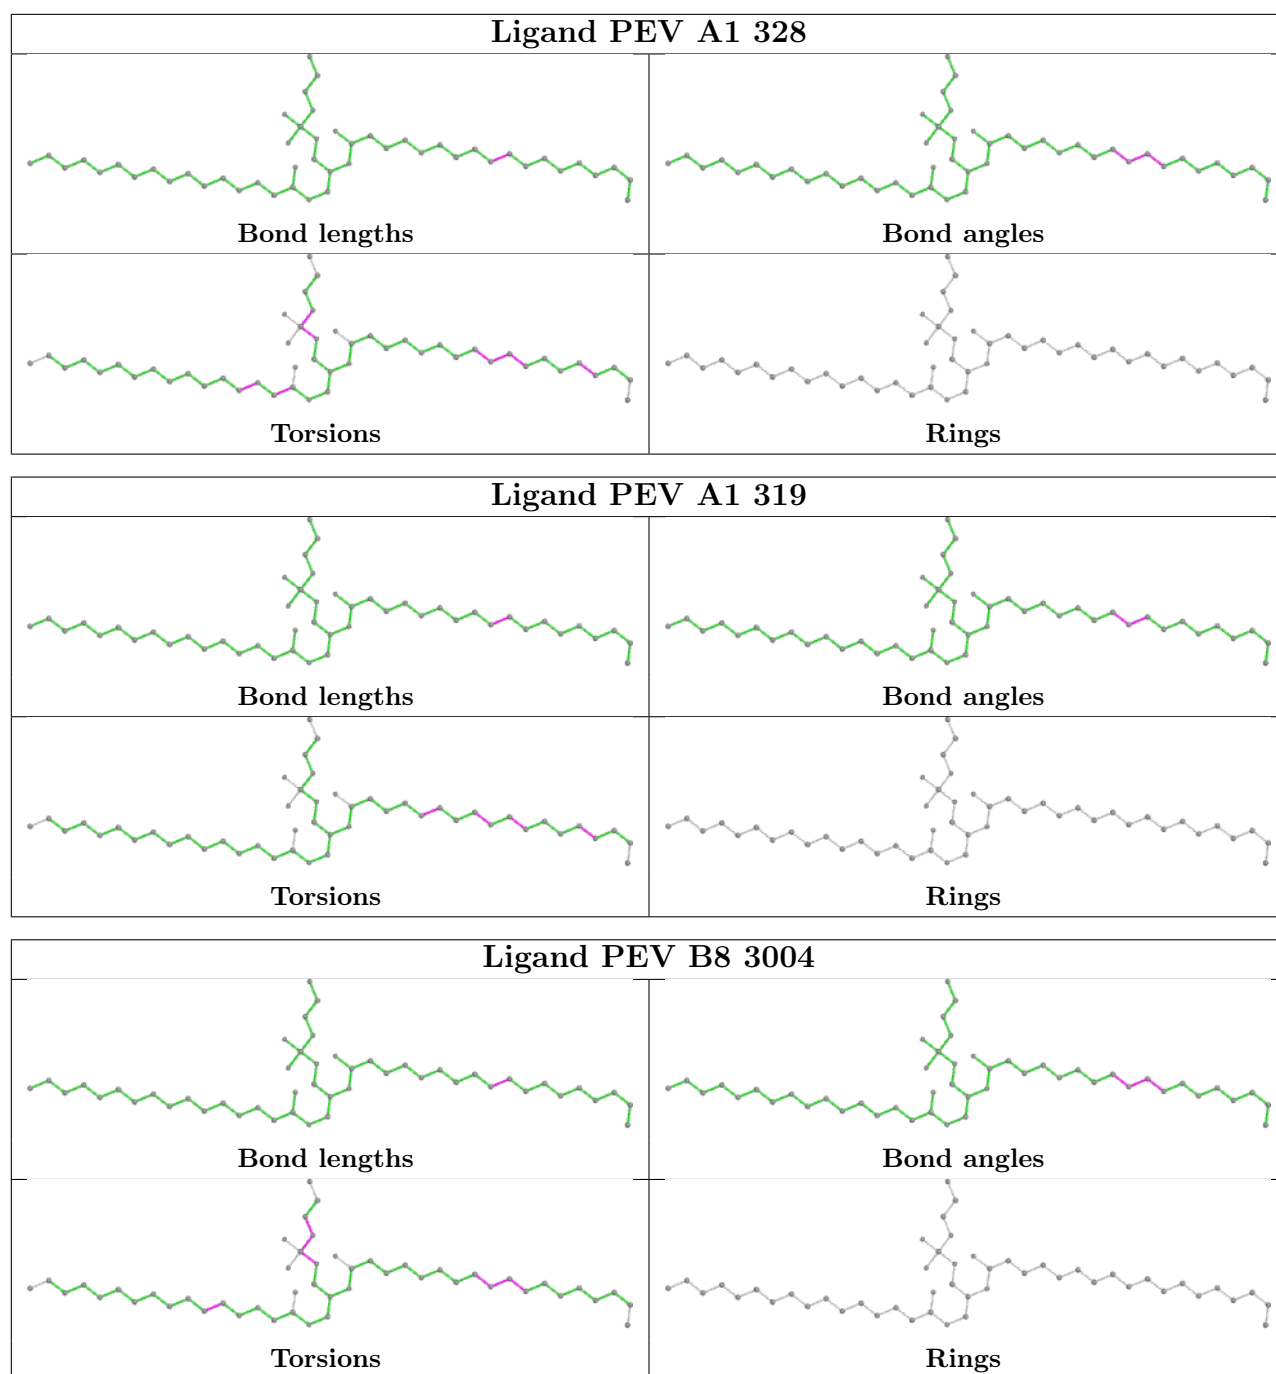 Ligand PEV A1 328
Bond lengths
Bond angles
Torsions
Rings
Ligand PEV A1 319
Bond lengths
Bond angles
Torsions
Rings
Ligand PEV B8 3004
Bond lengths
Bond angles
Torsions
Rings